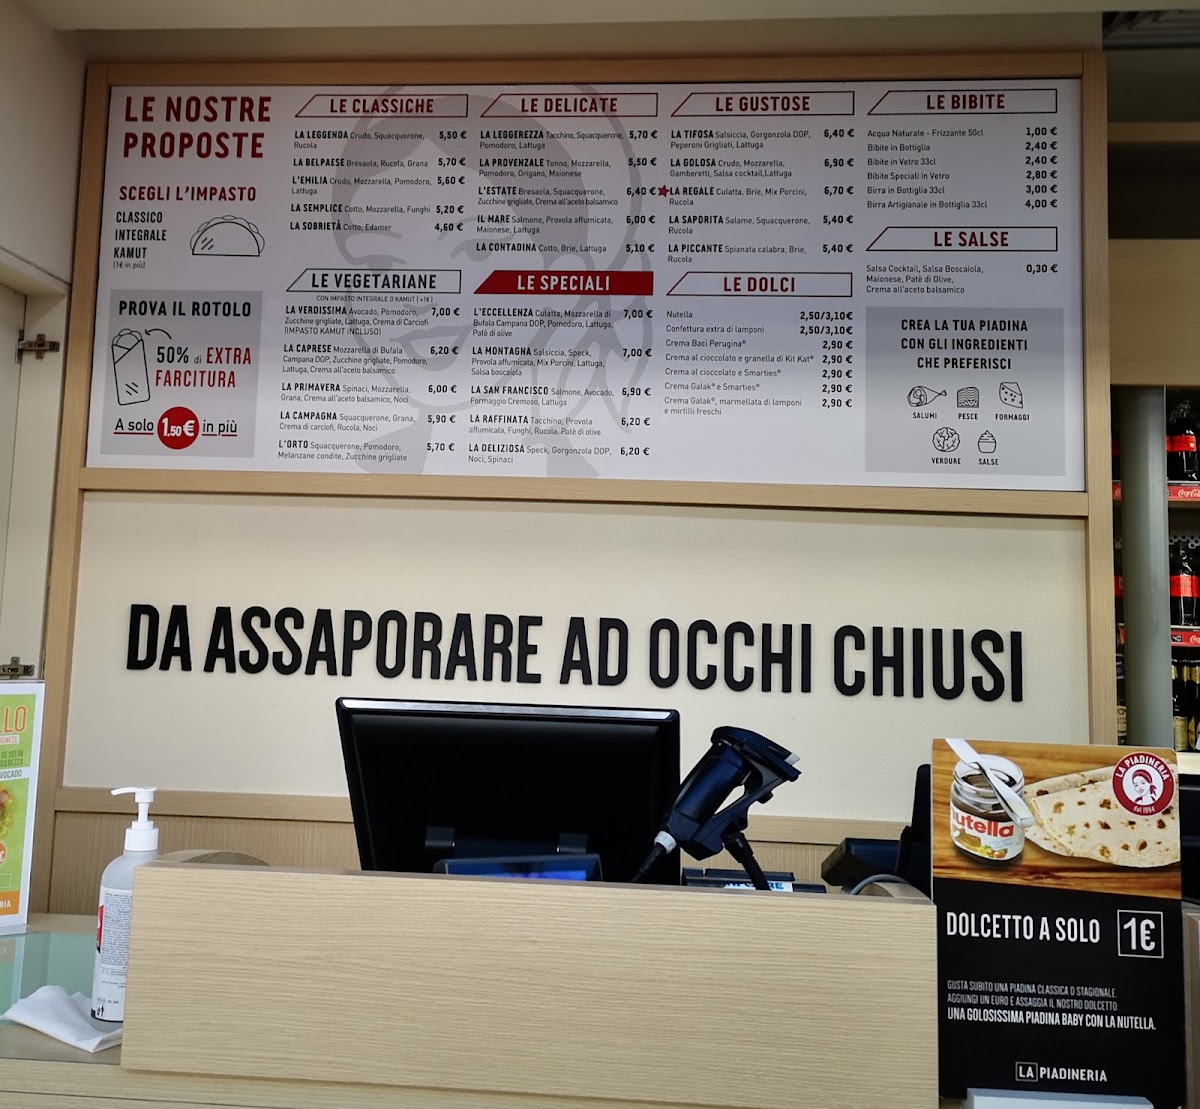 LE NOSTRE
PROPOSTE
SCEGLI L'IMPASTO
CLASSICO
INTEGRALE
KAMUT
(1€ in più)
PROVA IL ROTOLO
50% di EXTRA
FARCITURA
A solo 1,50€ in più
LE CLASSICHE
LA LEGGENDA Crudo, Squacquerone, 5,50 €
Rucola
LA BELPAESE Bresaola, Rucola, Grana 5,70 €
L'EMILIA Crudo, Mozzarella, Pomodoro, 5,60 €
Lattuga
LA SEMPLICE Cotto, Mozzarella, Funghi 5,20 €
LA SOBRIETÀ Cotto, Edamer 4,60 €
LE VEGETARIANE
CON IMPASTO INTEGRALE O KAMUT (+1€)
LA VERDISSIMA Avocado, Pomodoro, 7,00 €
Zucchine grigliate, Lattuga, Crema di Carciofi
(IMPASTO KAMUT INCLUSO)
LA CAPRESE Mozzarella di Bufala 6,20 €
Campana DOP, Zucchine grigliate, Pomodoro,
Lattuga, Crema all'aceto balsamico
LA PRIMAVERA Spinaci, Mozzarella, 6,00 €
Grana, Crema all'aceto balsamico, Noci
LA CAMPAGNA Squacquerone, Grana, 5,90 €
Crema di carciofi, Rucola, Noci
L'ORTO Squacquerone, Pomodoro, 5,70 €
Melanzane condite, Zucchine grigliate
LE DELICATE
LA LEGGEREZZA Tacchino, Squacquerone, 5,70 €
Pomodoro, Lattuga
LA PROVENZALE Tonno, Mozzarella, 5,50 €
Pomodoro, Origano, Maionese
L'ESTATE Bresaola, Squacquerone, 6,40 €
Zucchine grigliate, Crema all'aceto balsamico
IL MARE Salmone, Provola affumicata, 6,00 €
Maionese, Lattuga
LA CONTADINA Cotto, Brie, Lattuga 5,10 €
LE SPECIALI
L'ECCELLENZA Culatta, Mozzarella di 7,00 €
Bufala Campana DOP, Pomodoro, Lattuga,
Patè di olive
LA MONTAGNA Salsiccia, Speck, 7,00 €
Provola affumicata, Mix Porcini, Lattuga,
Salsa boscaiola
LA SAN FRANCISCO Salmone, Avocado, 6,90 €
Formaggio Cremoso, Lattuga
LA RAFFINATA Tacchino, Provola 6,20 €
affumicata, Funghi, Rucola, Patè di olive
LA DELIZIOSA Speck, Gorgonzola DOP, 6,20 €
Noci, Spinaci
LE GUSTOSE
LA TIFOSA Salsiccia, Gorgonzola DOP, 6,40 €
Peperoni Grigliati, Lattuga
LA GOLOSA Crudo, Mozzarella, 6,90 €
Gamberetti, Salsa cocktail,Lattuga
LA REGALE Culatta, Brie, Mix Porcini, 6,70 €
Rucola
LA SAPORITA Salame, Squacquerone, 5,40 €
Rucola
LA PICCANTE Spianata calabra, Brie, 5,40 €
Rucola
LE DOLCI
Nutella 2,50/3,10€
Confettura extra di lamponi 2,50/3,10€
Crema Baci Perugina® 2,90 €
Crema al cioccolato e granella di Kit Kat® 2,90 €
Crema al cioccolato e Smarties® 2,90 €
Crema Galak® e Smarties® 2,90 €
Crema Galak®, marmellata di lamponi 2,90 €
e mirtilli freschi
LE BIBITE
Acqua Naturale - Frizzante 50cl 1,00 €
Bibite in Bottiglia 2,40 €
Bibite in Vetro 33cl 2,40 €
Bibite Speciali in Vetro 2,80 €
Birra in Bottiglia 33cl 3,00 €
Birra Artigianale in Bottiglia 33cl 4,00 €
LE SALSE
Salsa Cocktail, Salsa Boscaiola, 0,30 €
Maionese, Patè di Olive,
Crema all'aceto balsamico
CREA LA TUA PIADINA
CON GLI INGREDIENTI
CHE PREFERISCI
SALUMI PESCE FORMAGGI
VERDURE SALSE
DA ASSAPORARE AD OCCHI CHIUSI
LA PIADINERIA
dal 1994
nutella
DOLCETTO A SOLO 1€
GUSTA SUBITO UNA PIADINA CLASSICA O STAGIONALE.
AGGIUNGI UN EURO E ASSAGGIA IL NOSTRO DOLCETTO:
UNA GOLOSISSIMA PIADINA BABY CON LA NUTELLA.
LA PIADINERIA